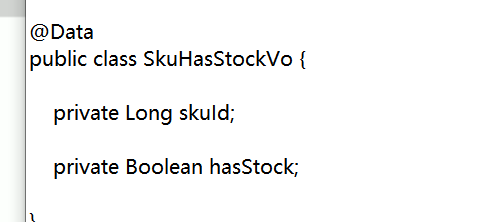 @Data
public class SkuHasStockVo {
private Long skuId;
private Boolean hasStock;
}